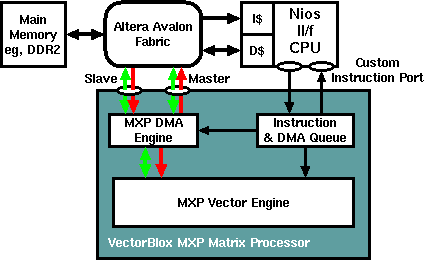 Main
Memory
eg, DDR2
Altera Avalon
Fabric
I$
D$
Nios
II/f
CPU
Slave
Master
Custom
Instruction Port
MXP DMA
Engine
Instruction
& DMA Queue
MXP Vector Engine
VectorBlox MXP Matrix Processor